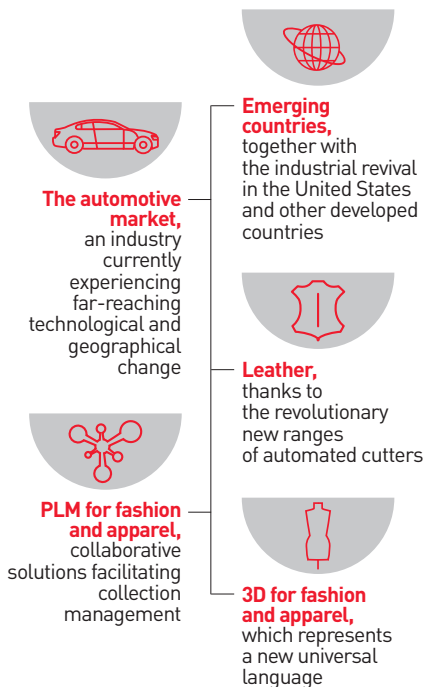 Emerging
countries,
together with
the industrial revival
in the United States
and other developed
countries
The automotive
market,
an industry
currently
experiencing
far-reaching
technological and
geographical
change
Leather,
thanks to
the revolutionary
new ranges
of automated cutters
PLM for fashion
and apparel,
collaborative
solutions facilitating
collection
management
3D for fashion
and apparel,
which represents
a new universal
language